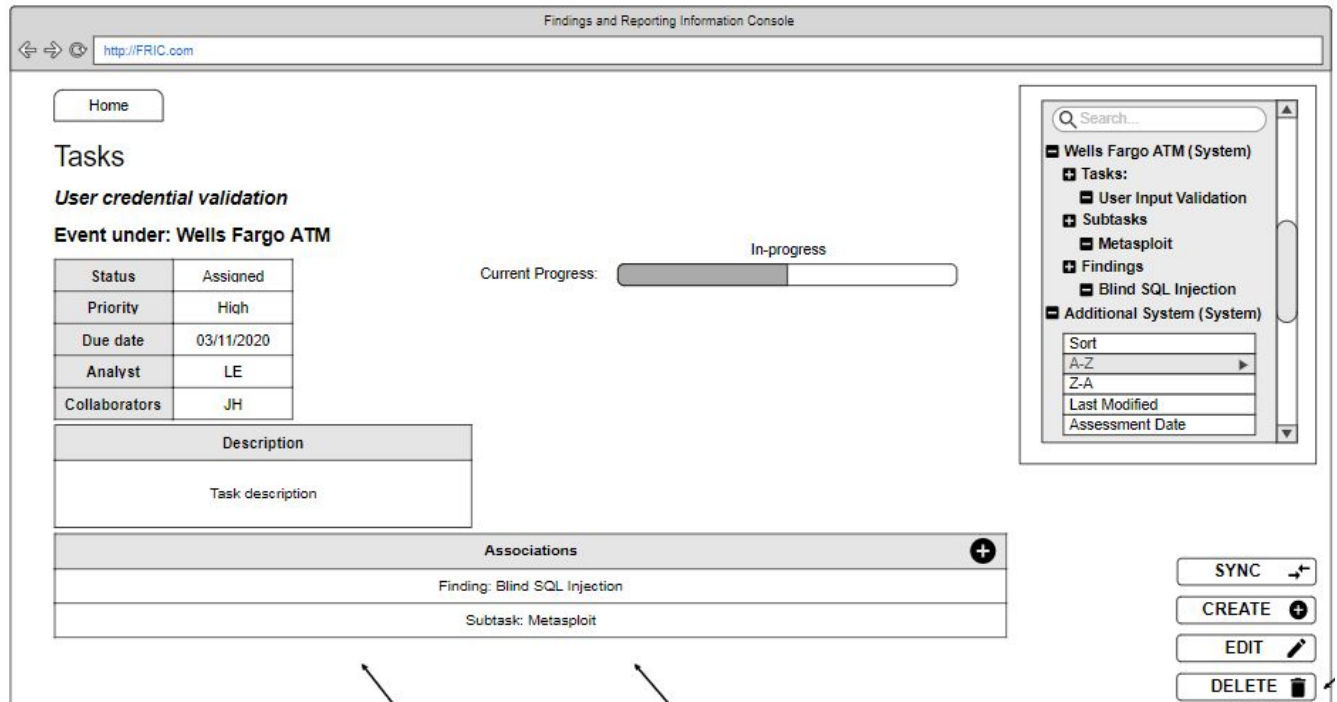 Findings and Reporting Information Console
http://FRIC.com
Home
Tasks
User credential validation
Event under: Wells Fargo ATM
Status Assigned
Priority High
Due date 03/11/2020
Analyst LE
Collaborators JH
In-progress
Current Progress:
Description
Task description
Associations
Finding: Blind SQL Injection
Subtask: Metasploit
Search...
Wells Fargo ATM (System)
Tasks:
User Input Validation
Subtasks
Metasploit
Findings
Blind SQL Injection
Additional System (System)
Sort
A-Z
Z-A
Last Modified
Assessment Date
SYNC
CREATE
EDIT
DELETE